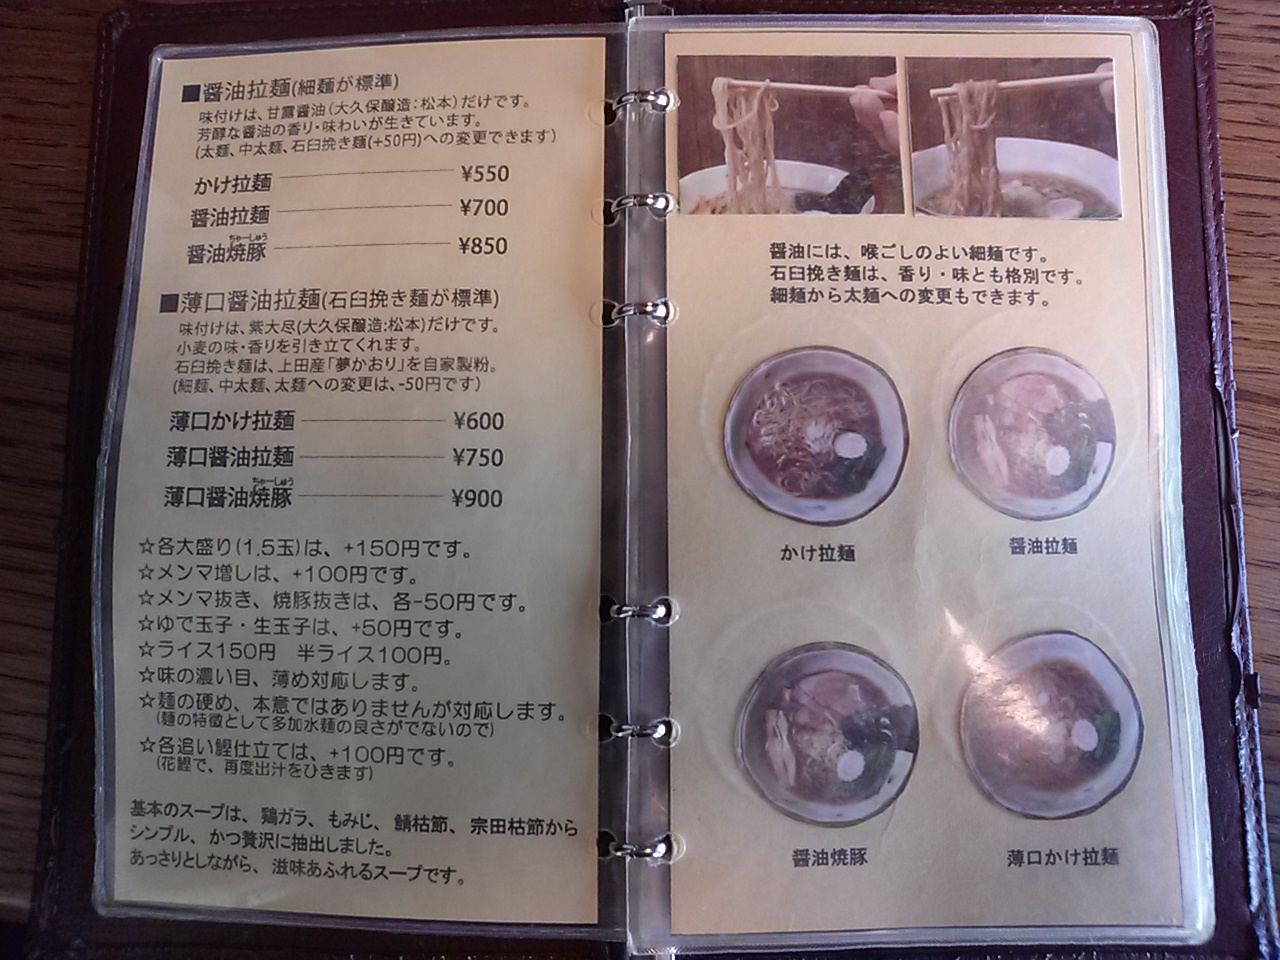 ■醤油拉麺(細麺が標準)
味付けは、甘露醤油(大久保醸造:松本)だけです。
芳醇な醤油の香り・味わいが生きています。
(太麺、中太麺、石臼挽き麺(+50円)への変更できます)
かけ拉麺 ¥550
醤油拉麺 ¥700
ちゃーしゅう
醤油焼豚 ¥850
■薄口醤油拉麺(石臼挽き麺が標準)
味付けは、紫大尽(大久保醸造:松本)だけです。
小麦の味・香りを引き立てくれます。
石臼挽き麺は、上田産「夢かおり」を自家製粉。
(細麺、中太麺、太麺への変更は、-50円です)
薄口かけ拉麺 ¥600
薄口醤油拉麺 ¥750
ちゃーしゅう
薄口醤油焼豚 ¥900
☆各大盛り(1.5玉)は、+150円です。
☆メンマ増しは、+100円です。
☆メンマ抜き、焼豚抜きは、各-50円です。
☆ゆで玉子・生玉子は、+50円です。
☆ライス150円 半ライス100円。
☆味の濃い目、薄め対応します。
☆麺の硬め、本意ではありませんが対応します。
(麺の特徴として多加水麺の良さがでないので)
☆各追い鰹仕立ては、+100円です。
(花鰹で、再度出汁をひきます)
基本のスープは、鶏ガラ、もみじ、鯖枯節、宗田枯節から
シンプル、かつ贅沢に抽出しました。
あっさりとしながら、滋味あふれるスープです。
醤油には、喉ごしのよい細麺です。
石臼挽き麺は、香り・味とも格別です。
細麺から太麺への変更もできます。
かけ拉麺
醤油拉麺
醤油焼豚
薄口かけ拉麺